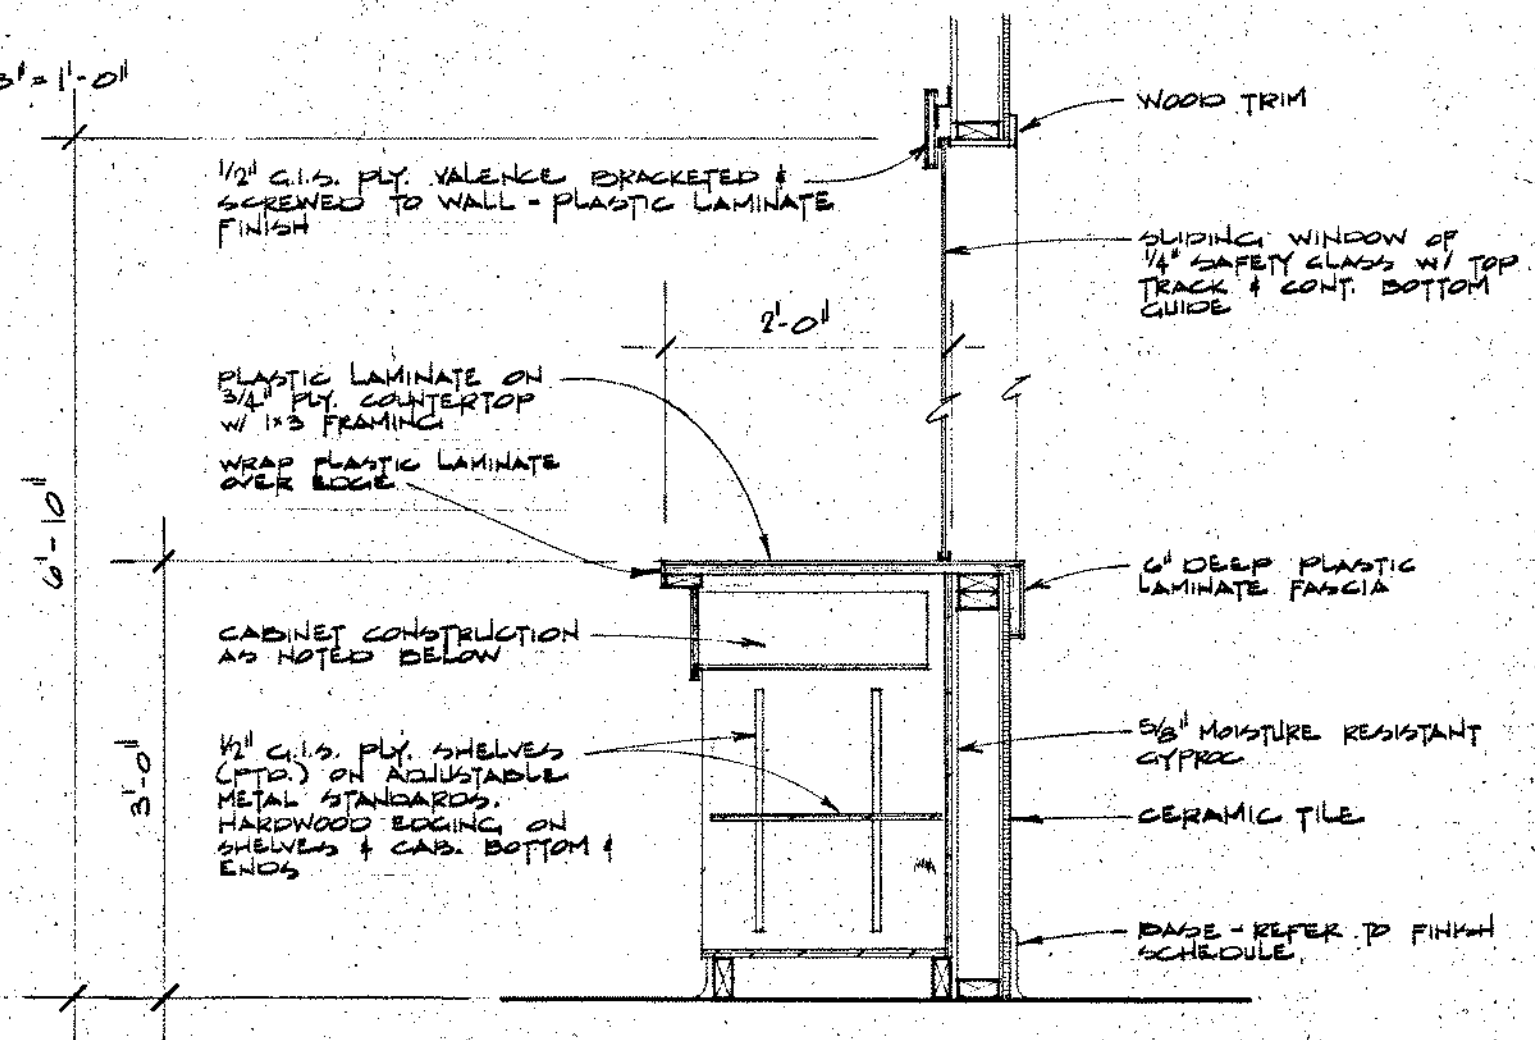 3" = 1'-0"
WOOD TRIM
1/2" G.I.S. PLY. VALENCE BRACKETED &
SCREWED TO WALL - PLASTIC LAMINATE
FINISH
SLIDING WINDOW OF
1/4" SAFETY GLASS W/ TOP
TRACK & CONT. BOTTOM
GUIDE
2'-0"
PLASTIC LAMINATE ON
3/4" PLY. COUNTERTOP
W/ 1x3 FRAMING
WRAP PLASTIC LAMINATE
OVER EDGE
6'-10"
6" DEEP PLASTIC
LAMINATE FASCIA
CABINET CONSTRUCTION
AS NOTED BELOW
3'-0"
1/2" G.I.S. PLY. SHELVES
(PTD.) ON ADJUSTABLE
METAL STANDARDS.
HARDWOOD EDGING ON
SHELVES & CAB. BOTTOM &
ENDS
5/8" MOISTURE RESISTANT
GYPROC
CERAMIC TILE
BASE - REFER TO FINISH
SCHEDULE